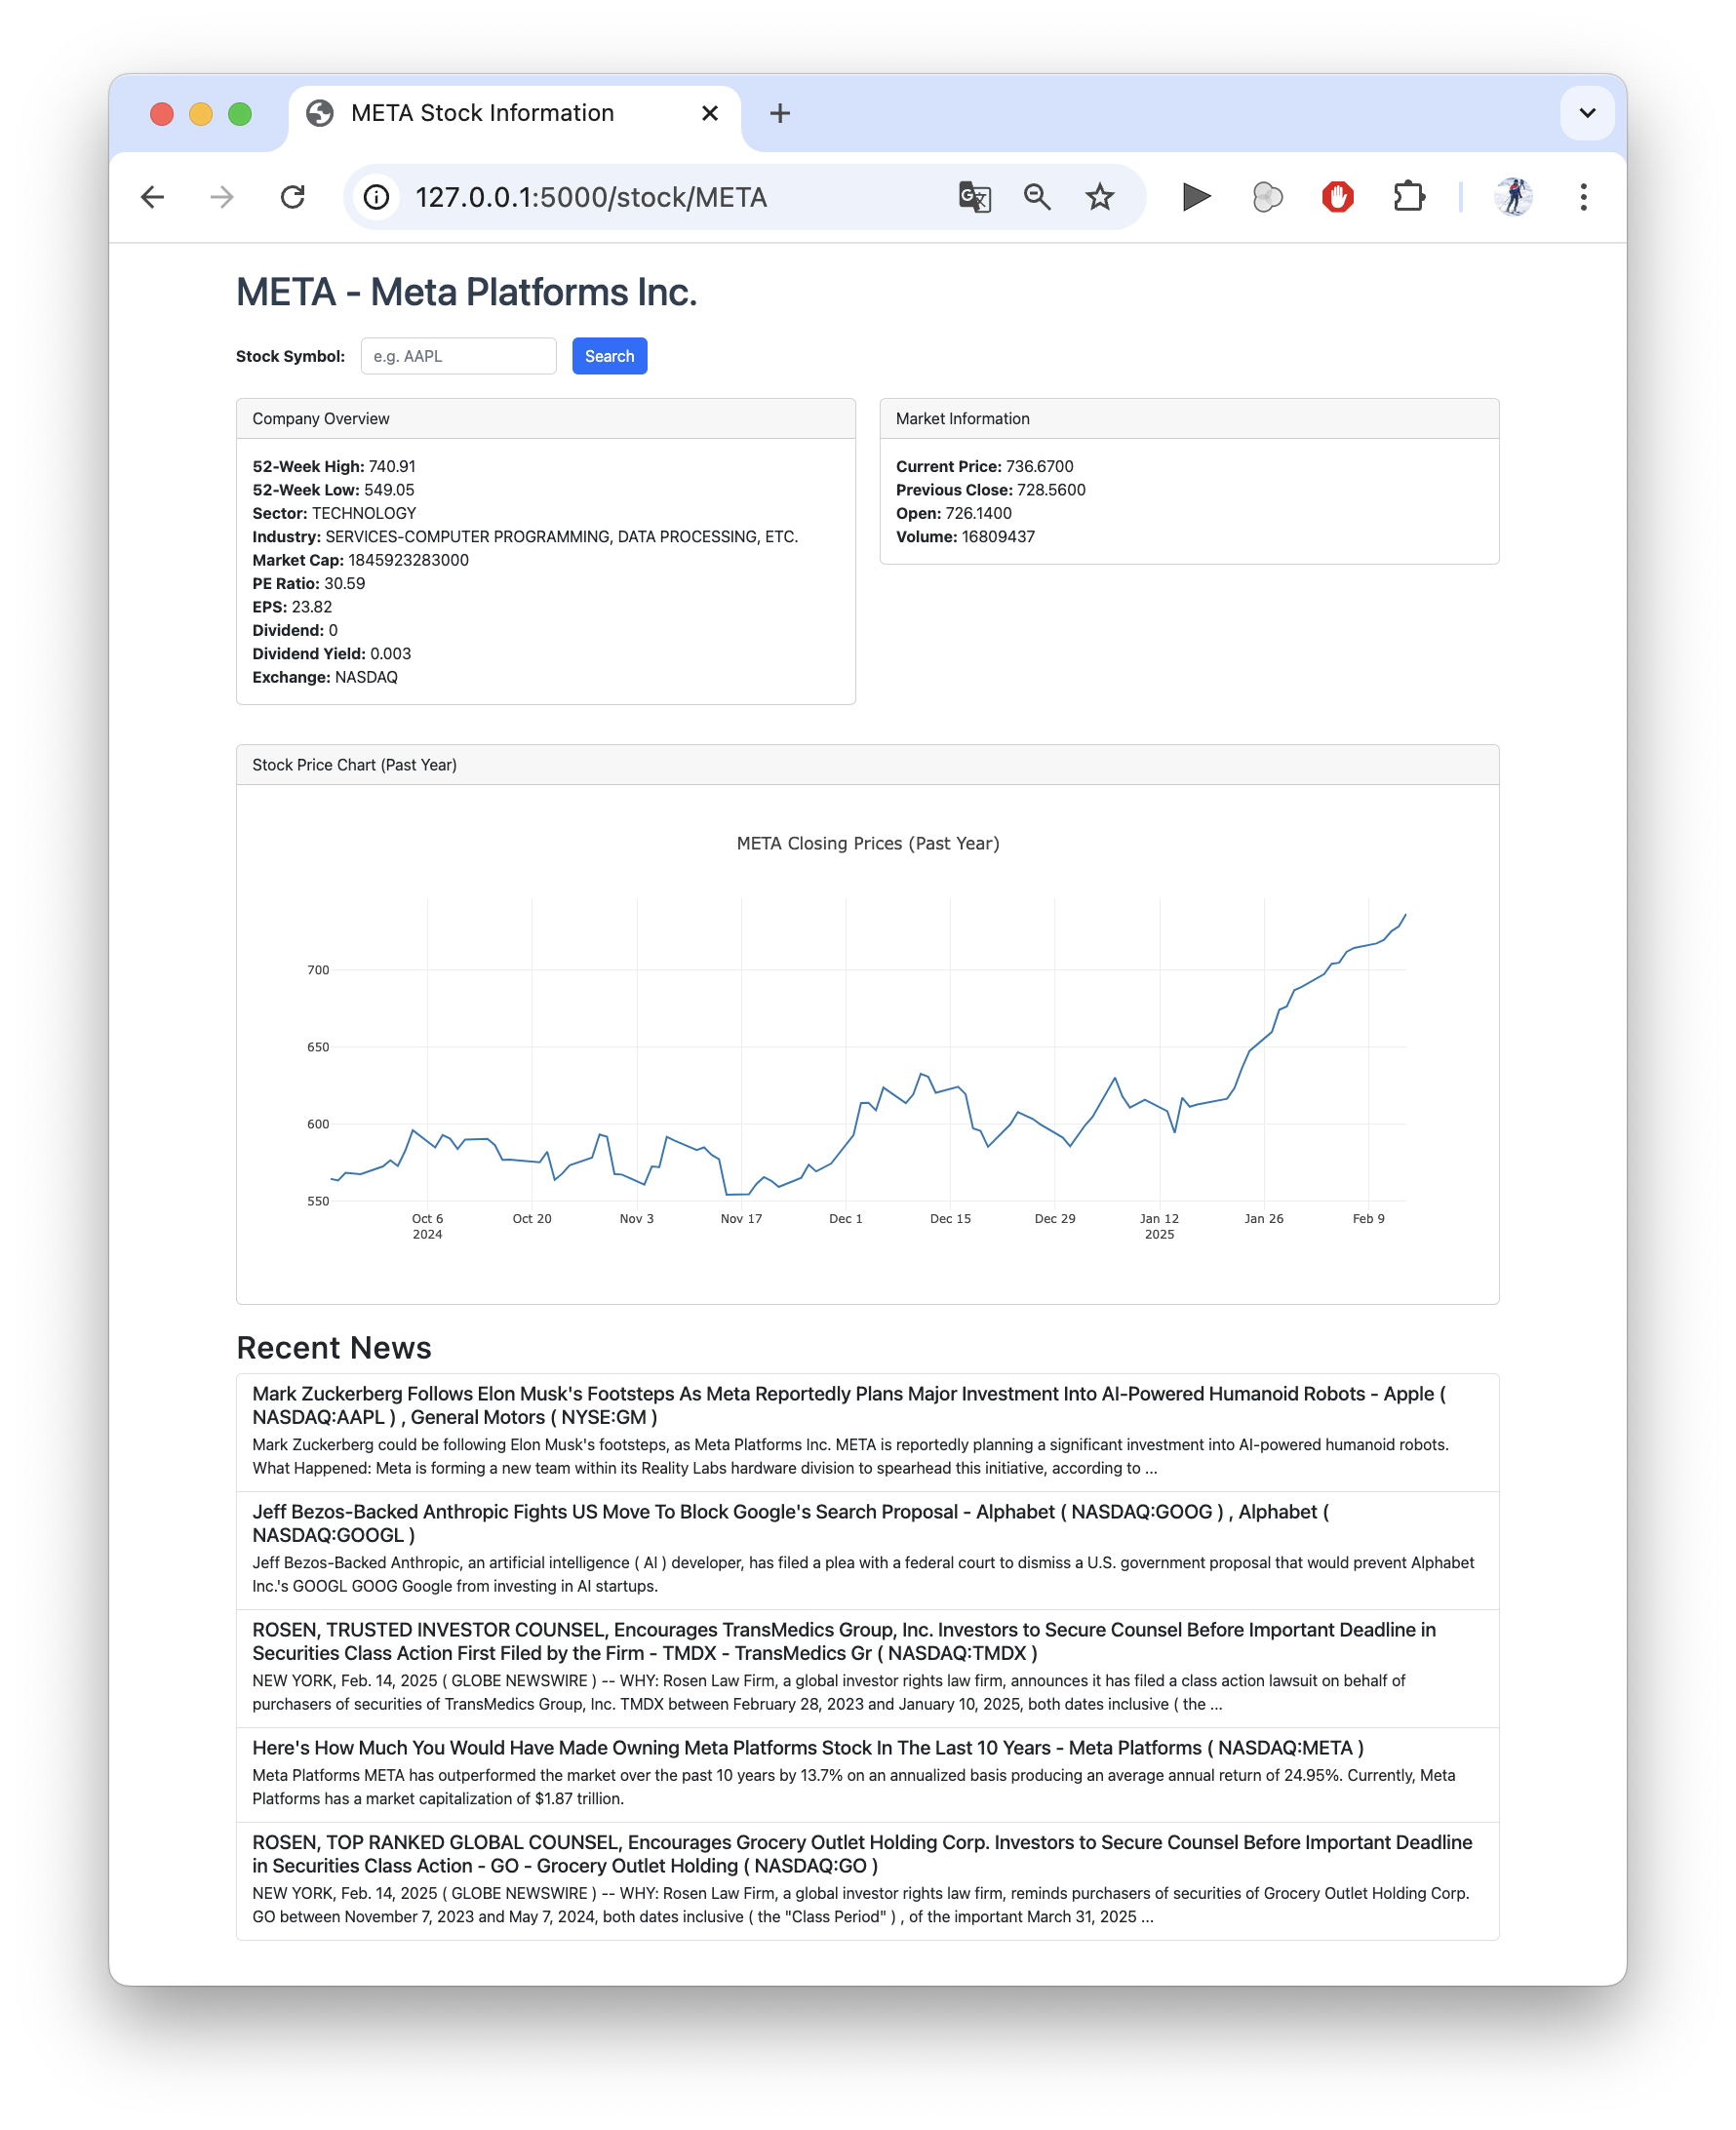 META Stock Information
127.0.0.1:5000/stock/META
META - Meta Platforms Inc.
Stock Symbol: e.g. AAPL Search
Company Overview
52-Week High: 740.91
52-Week Low: 549.05
Sector: TECHNOLOGY
Industry: SERVICES-COMPUTER PROGRAMMING, DATA PROCESSING, ETC.
Market Cap: 1845923283000
PE Ratio: 30.59
EPS: 23.82
Dividend: 0
Dividend Yield: 0.003
Exchange: NASDAQ
Market Information
Current Price: 736.6700
Previous Close: 728.5600
Open: 726.1400
Volume: 16809437
Stock Price Chart (Past Year)
META Closing Prices (Past Year)
700
650
600
550
Oct 6 Oct 20 Nov 3 Nov 17 Dec 1 Dec 15 Dec 29 Jan 12 Jan 26 Feb 9
2024 2025
Recent News
Mark Zuckerberg Follows Elon Musk's Footsteps As Meta Reportedly Plans Major Investment Into AI-Powered Humanoid Robots - Apple (
NASDAQ:AAPL ) , General Motors ( NYSE:GM )
Mark Zuckerberg could be following Elon Musk's footsteps, as Meta Platforms Inc. META is reportedly planning a significant investment into AI-powered humanoid robots.
What Happened: Meta is forming a new team within its Reality Labs hardware division to spearhead this initiative, according to ...
Jeff Bezos-Backed Anthropic Fights US Move To Block Google's Search Proposal - Alphabet ( NASDAQ:GOOG ) , Alphabet (
NASDAQ:GOOGL )
Jeff Bezos-Backed Anthropic, an artificial intelligence ( AI ) developer, has filed a plea with a federal court to dismiss a U.S. government proposal that would prevent Alphabet
Inc.'s GOOGL GOOG Google from investing in AI startups.
ROSEN, TRUSTED INVESTOR COUNSEL, Encourages TransMedics Group, Inc. Investors to Secure Counsel Before Important Deadline in
Securities Class Action First Filed by the Firm - TMDX - TransMedics Gr ( NASDAQ:TMDX )
NEW YORK, Feb. 14, 2025 ( GLOBE NEWSWIRE ) -- WHY: Rosen Law Firm, a global investor rights law firm, announces it has filed a class action lawsuit on behalf of
purchasers of securities of TransMedics Group, Inc. TMDX between February 28, 2023 and January 10, 2025, both dates inclusive ( the ...
Here's How Much You Would Have Made Owning Meta Platforms Stock In The Last 10 Years - Meta Platforms ( NASDAQ:META )
Meta Platforms META has outperformed the market over the past 10 years by 13.7% on an annualized basis producing an average annual return of 24.95%. Currently, Meta
Platforms has a market capitalization of $1.87 trillion.
ROSEN, TOP RANKED GLOBAL COUNSEL, Encourages Grocery Outlet Holding Corp. Investors to Secure Counsel Before Important Deadline
in Securities Class Action - GO - Grocery Outlet Holding ( NASDAQ:GO )
NEW YORK, Feb. 14, 2025 ( GLOBE NEWSWIRE ) -- WHY: Rosen Law Firm, a global investor rights law firm, reminds purchasers of securities of Grocery Outlet Holding Corp.
GO between November 7, 2023 and May 7, 2024, both dates inclusive ( the "Class Period" ) , of the important March 31, 2025 ...